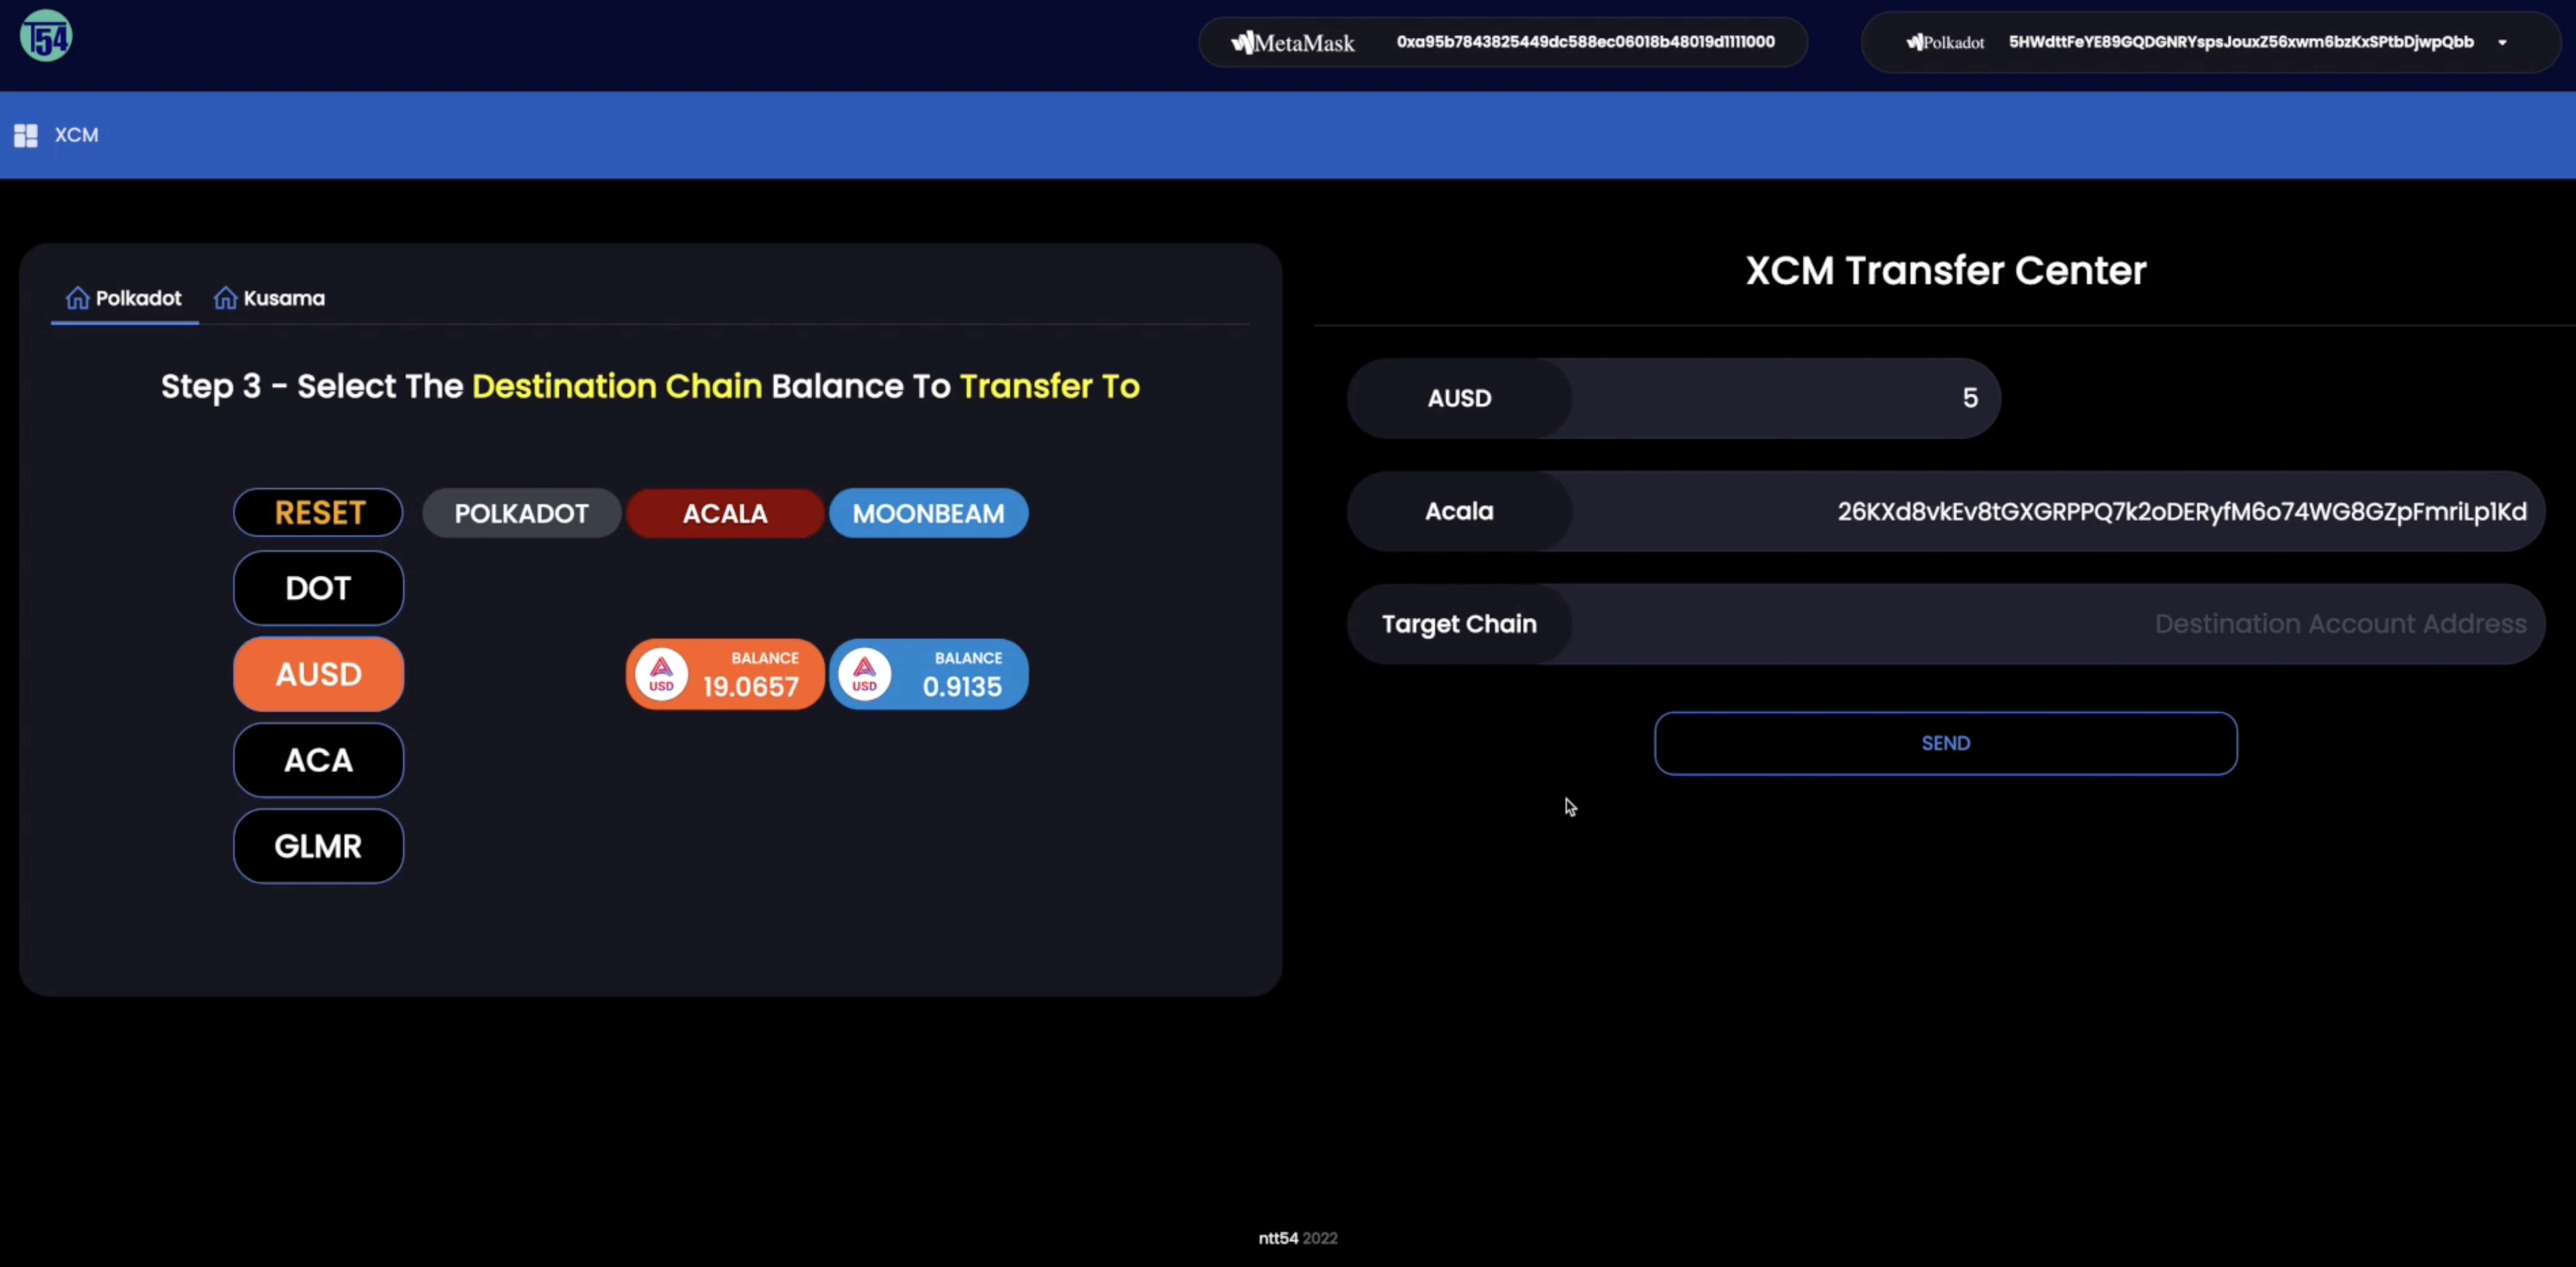 T54
MetaMask 0xa95b7843825449dc588ec06018b48019d1111000
Polkadot 5HWdttFeYE89GQDGNRYspsJouxZ56xwm6bzKxSPtbDjwpQbb
XCM
Polkadot Kusama
Step 3 - Select The Destination Chain Balance To Transfer To
RESET POLKADOT ACALA MOONBEAM
DOT
AUSD
USD BALANCE 19.0657
USD BALANCE 0.9135
ACA
GLMR
XCM Transfer Center
AUSD 5
Acala 26KXd8vkEv8tGXGRPPQ7k2oDERyfM6o74WG8GZpFmriLp1Kd
Target Chain Destination Account Address
SEND
ntt54 2022